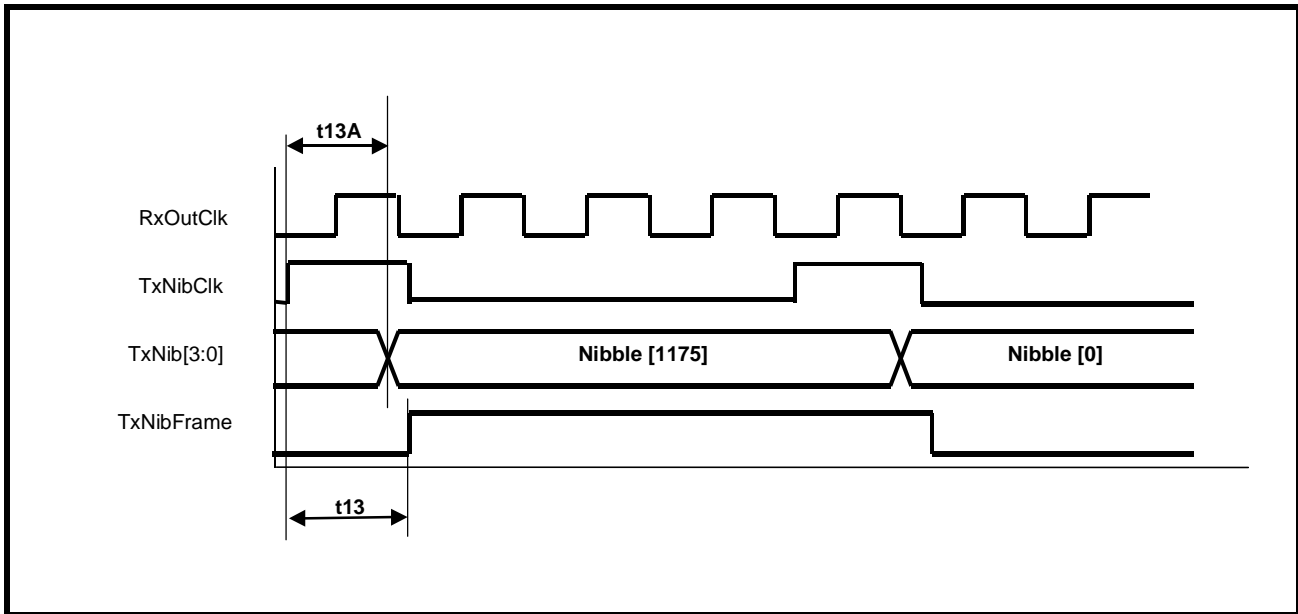 t13A
RxOutClk
TxNibClk
TxNib[3:0]
Nibble [1175]
Nibble [0]
TxNibFrame
t13